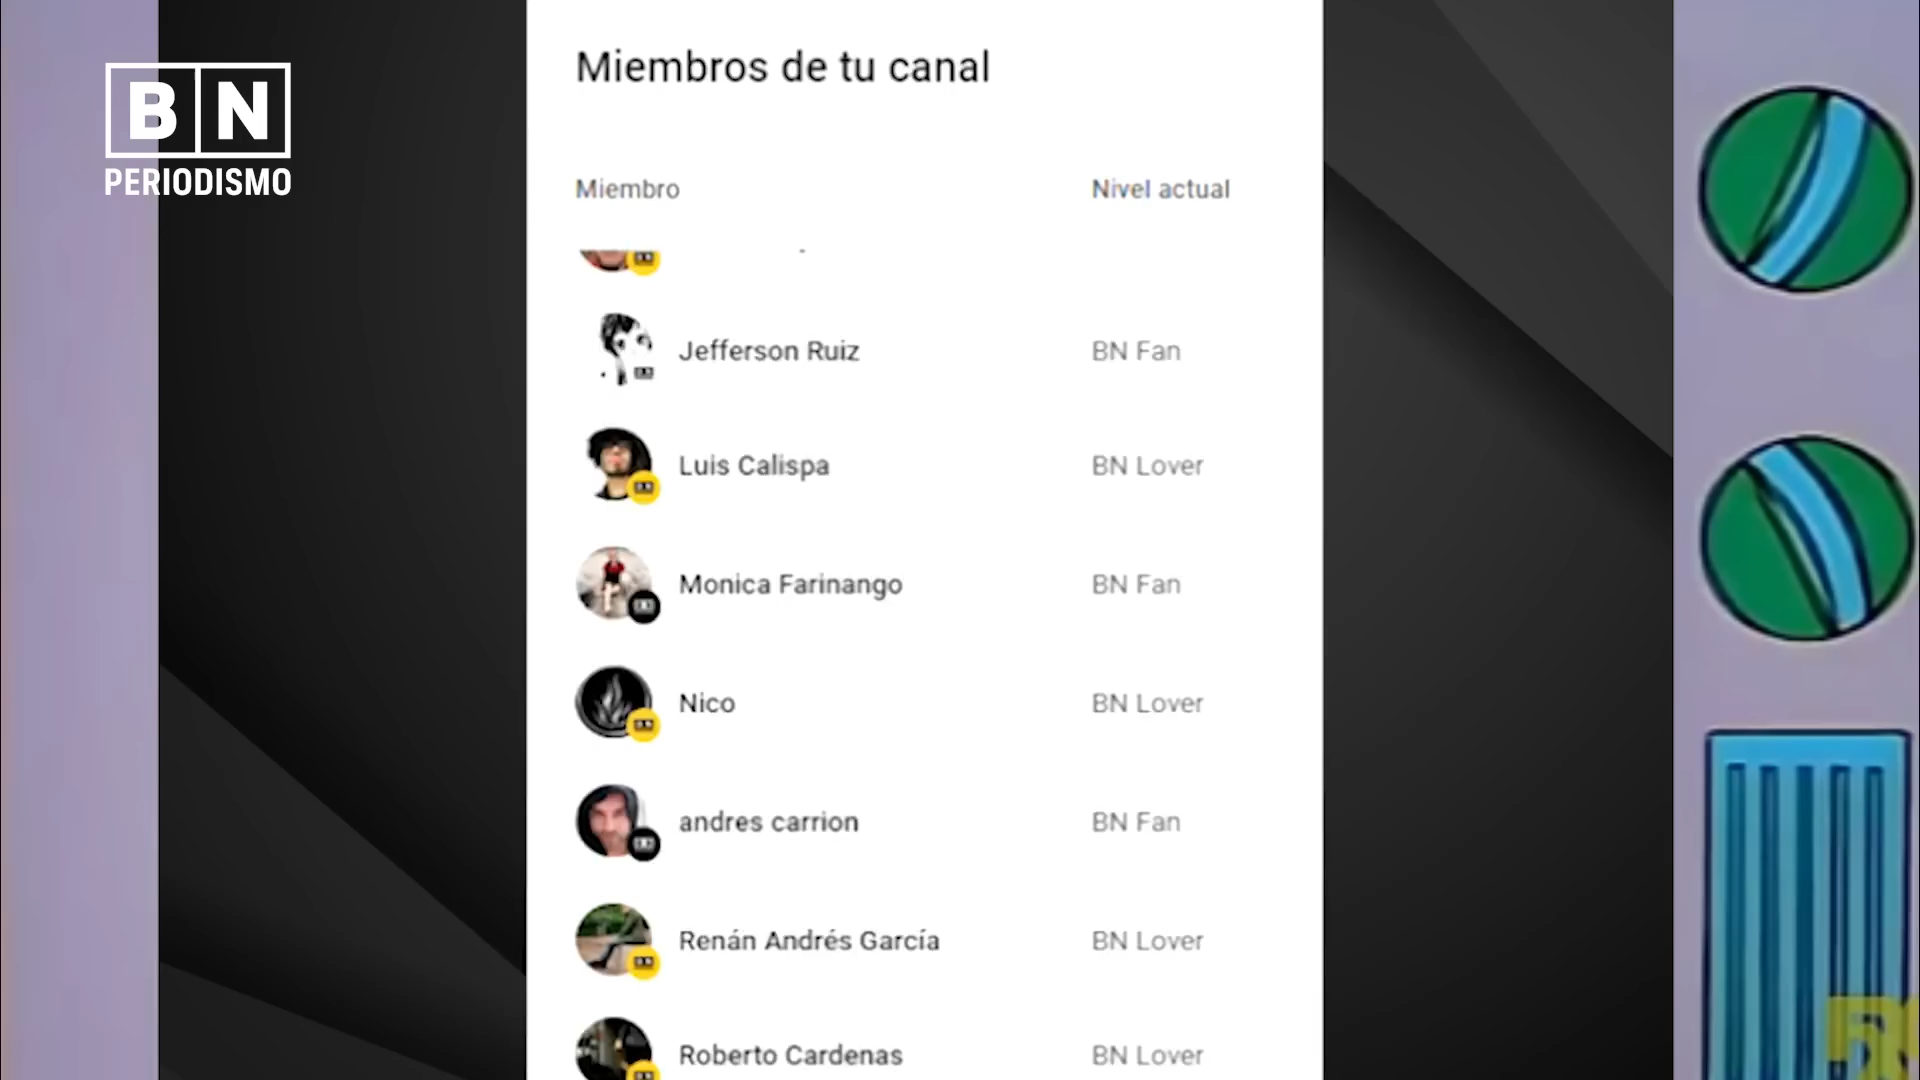 BN
PERIODISMO
Miembros de tu canal
Miembro Nivel actual
Jefferson Ruiz BN Fan
Luis Calispa BN Lover
Monica Farinango BN Fan
Nico BN Lover
andres carrion BN Fan
Renán Andrés García BN Lover
Roberto Cardenas BN Lover